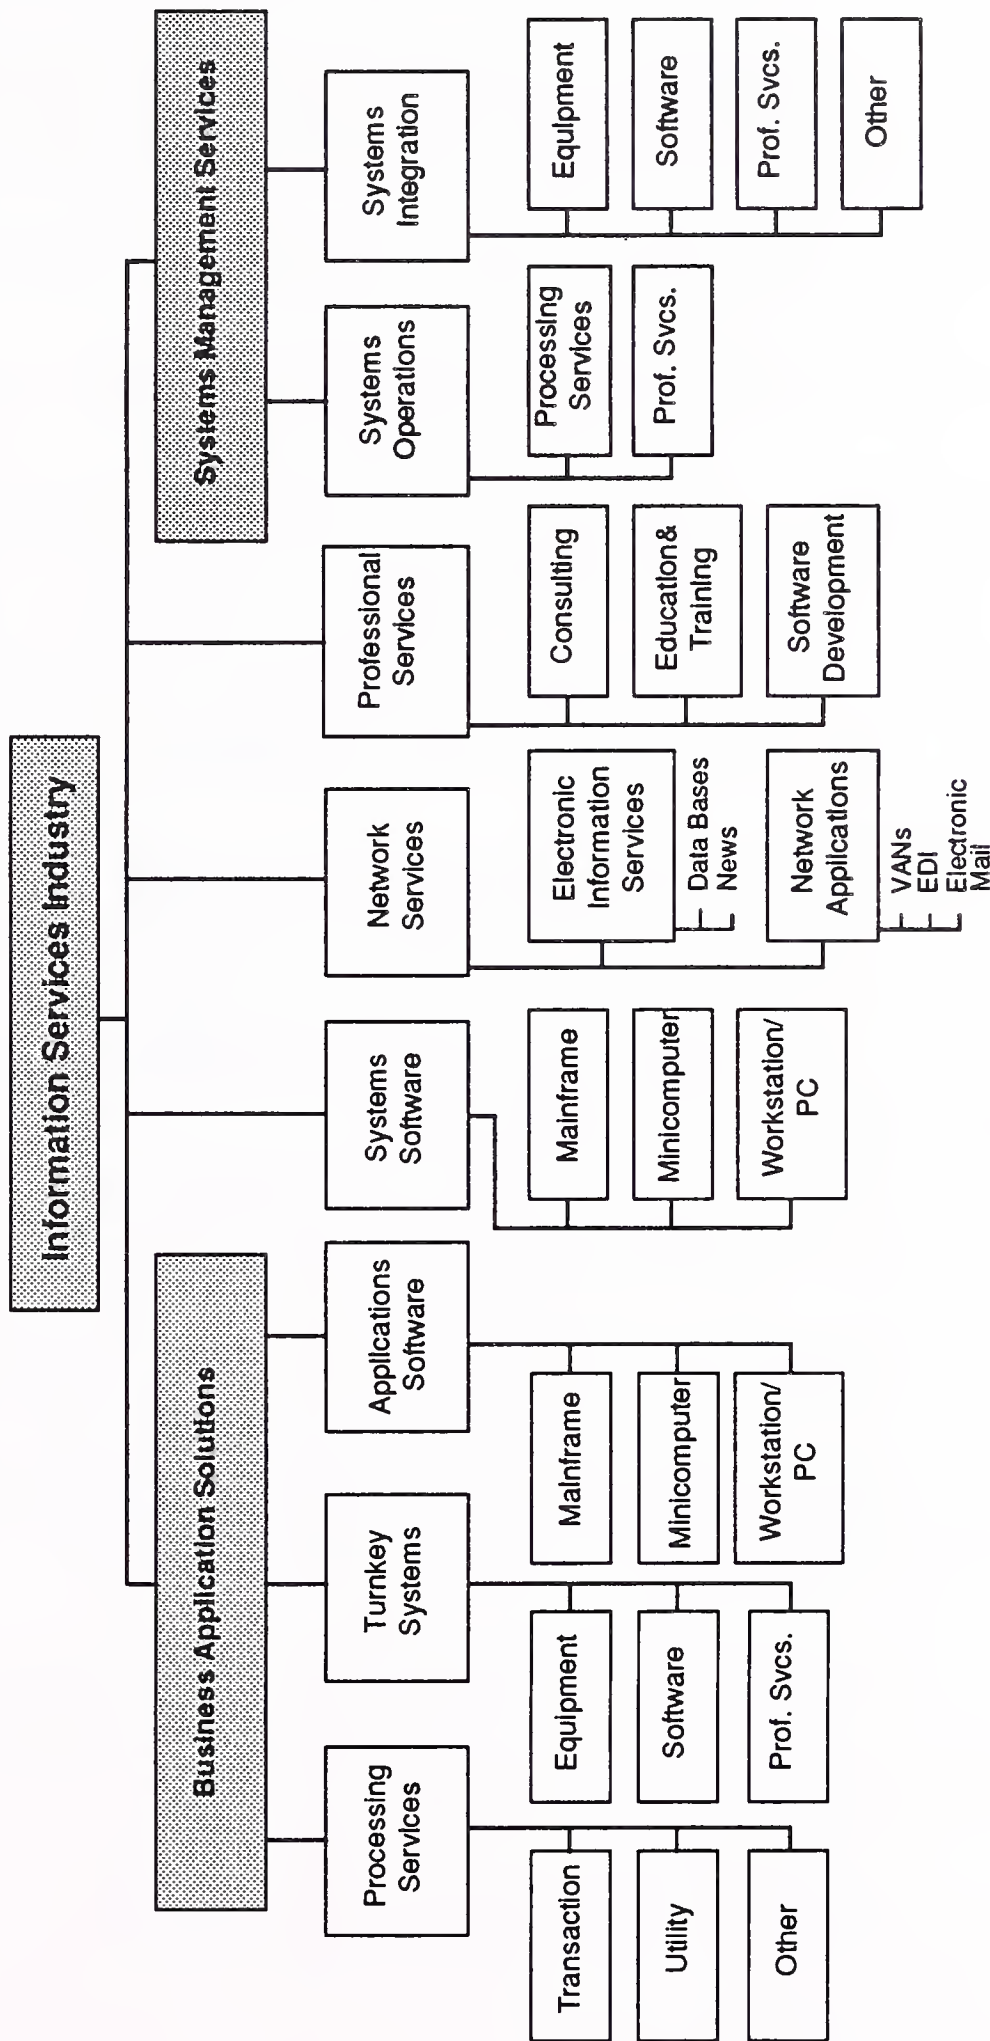 Information Services Industry
Business Application Solutions
Systems Management Services
Processing
Services
Turnkey
Systems
Applications
Software
Systems
Software
Network
Services
Professional
Services
Systems
Operations
Systems
Integration
Transaction
Utility
Other
Equipment
Software
Prof. Svcs.
Mainframe
Minicomputer
Workstation/
PC
Mainframe
Minicomputer
Workstation/
PC
Electronic
Information
Services
Data Bases
News
Network
Applications
VANs
EDI
Electronic
Mail
Consulting
Education&
Training
Software
Development
Processing
Services
Prof. Svcs.
Equipment
Software
Prof. Svcs.
Other